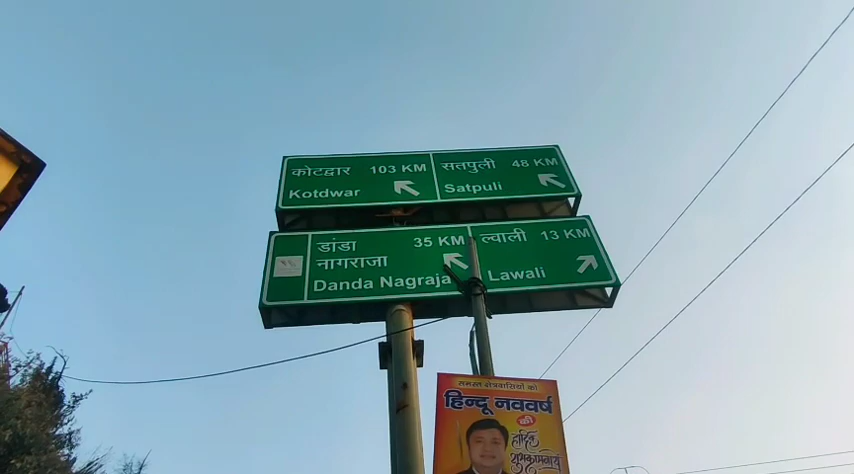 कोटद्वार 103 KM
Kotdwar
सतपुली 48 KM
Satpuli
डांडा 35 KM
नागराजा
Danda Nagraja
ल्वाली 13 KM
Lawali
समस्त क्षेत्रवासियों को
हिन्दू नववर्ष
की
हार्दिक
शुभकामनायें